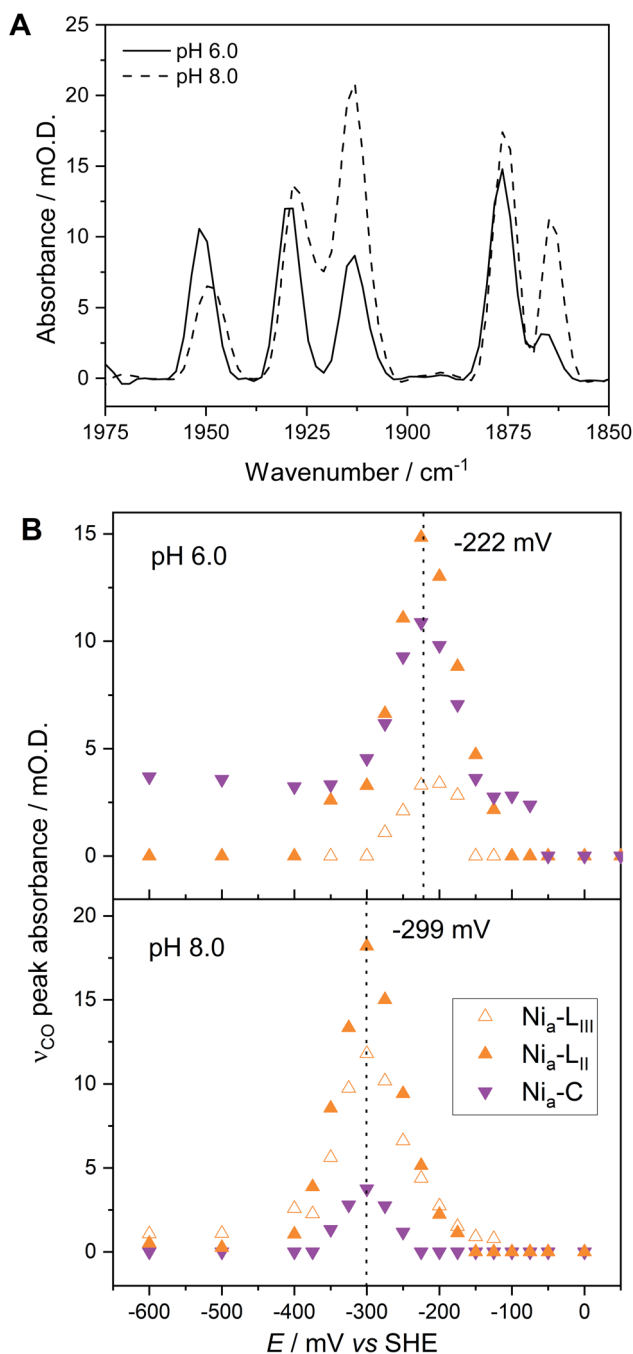 A
pH 6.0
pH 8.0
25
20
15
10
5
0
Absorbance / mO.D.
1975 1950 1925 1900 1875 1850
Wavenumber / cm⁻¹
B
pH 6.0
-222 mV
15
10
5
0
pH 8.0
-299 mV
20
15
10
5
0
Niₐ-L_III
Niₐ-L_II
Niₐ-C
ν_CO peak absorbance / mO.D.
-600 -500 -400 -300 -200 -100 0
E / mV vs SHE